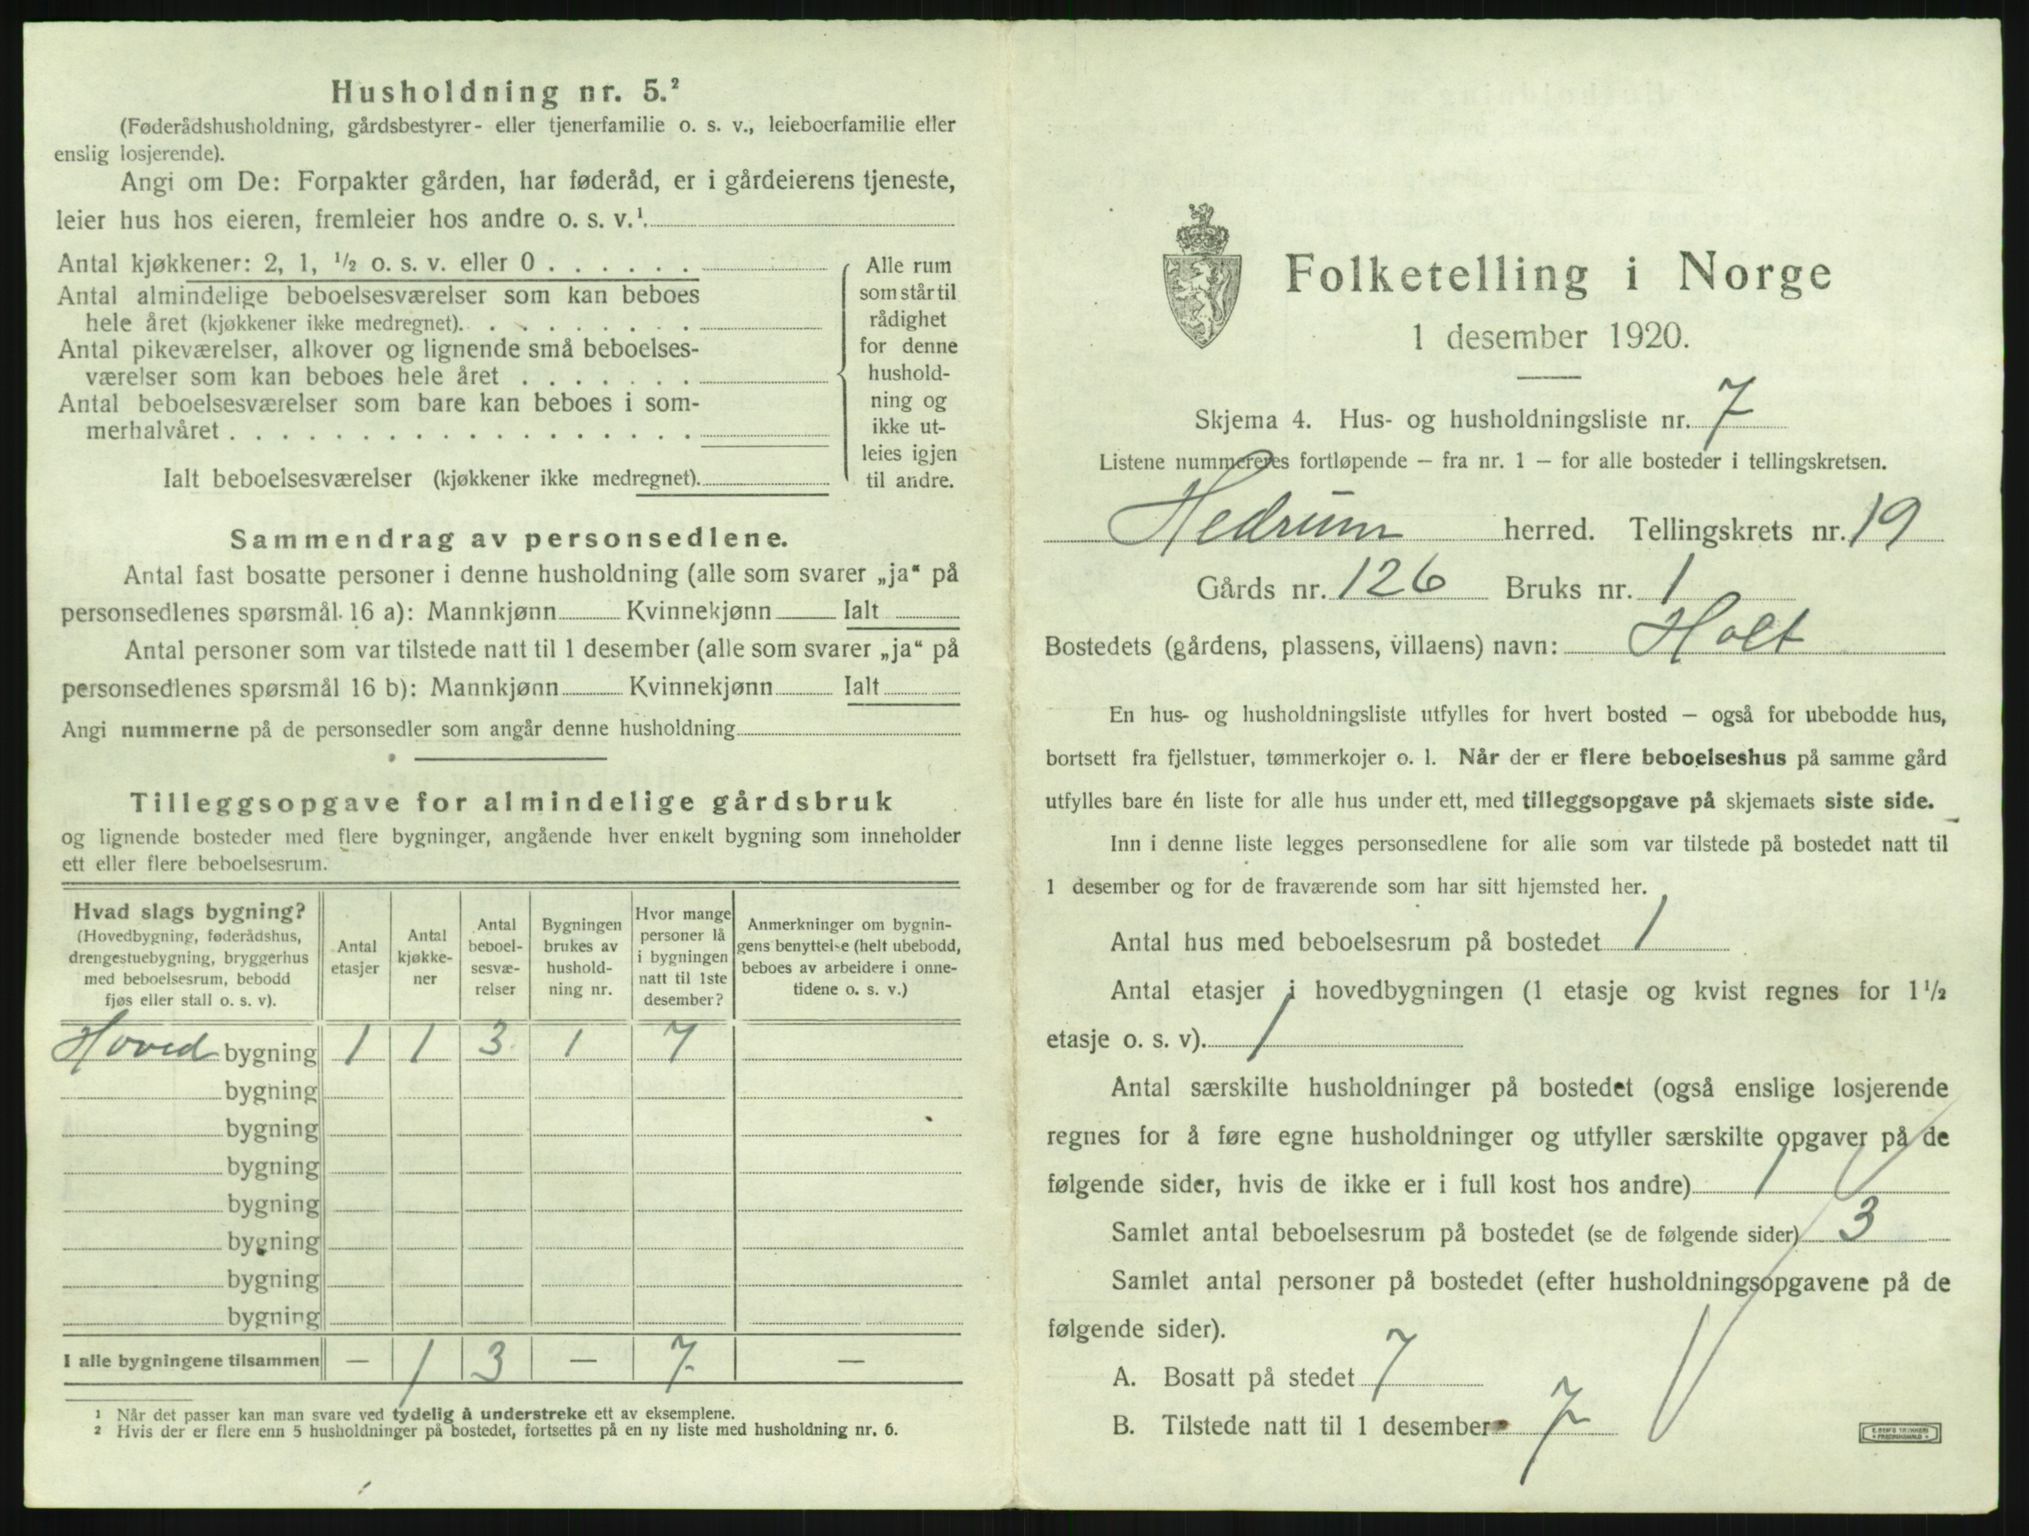 Husholdning nr. 5.²
(Føderådshusholdning, gårdsbestyrer- eller tjenerfamilie o. s. v., leieboerfamilie eller
enslig losjerende).
Angi om De: Forpakter gården, har føderåd, er i gårdeierens tjeneste,
leier hus hos eieren, fremleier hos andre o. s. v.¹.
Antal kjøkkener: 2, 1, ½ o. s. v. eller 0 . . . . . .
Antal almindelige beboelsesværelser som kan beboes
hele året (kjøkkener ikke medregnet). . . . . . . . .
Antal pikeværelser, alkover og lignende små beboelses-
værelser som kan beboes hele året . . . . . . .
Antal beboelsesværelser som bare kan beboes i som-
merhalvåret . . . . . . . . . . . . . . . . . .
Ialt beboelsesværelser (kjøkkener ikke medregnet).
Alle rum
som står til
rådighet
for denne
hushold-
ning og
ikke ut-
leies igjen
til andre.
Sammendrag av personsedlene.
Antal fast bosatte personer i denne husholdning (alle som svarer „ja“ på
personsedlenes spørsmål 16 a): Mannkjønn Kvinnekjønn Ialt
Antal personer som var tilstede natt til 1 desember (alle som svarer „ja“ på
personsedlenes spørsmål 16 b): Mannkjønn Kvinnekjønn Ialt
Angi nummerne på de personsedler som angår denne husholdning
Tilleggsopgave for almindelige gårdsbruk
og lignende bosteder med flere bygninger, angående hver enkelt bygning som inneholder
ett eller flere beboelsesrum.
Hvad slags bygning?
(Hovedbygning, føderådshus,
drengestuebygning, bryggerhus
med beboelsesrum, bebodd
fjøs eller stall o. s. v).
Antal
etasjer
Antal
kjøkke-
ner
Antal
beboel-
sesvæ-
relser
Bygningen
brukes av
hushold-
ning nr.
Hvor mange
personer lå
i bygningen
natt til 1ste
desember?
Anmerkninger om bygnin-
gens benyttelse (helt ubebodd,
beboes av arbeidere i onne-
tidene o. s. v.)
Hoved bygning 1 1 3 1 7
bygning
bygning
bygning
bygning
bygning
bygning
bygning
I alle bygningene tilsammen — 1 3 — 7 —
¹ Når det passer kan man svare ved tydelig å understreke ett av eksemplene.
² Hvis der er flere enn 5 husholdninger på bostedet, fortsettes på en ny liste med husholdning nr. 6.
Folketelling i Norge
1 desember 1920.
Skjema 4. Hus- og husholdningsliste nr. 7
Listene nummereres fortløpende – fra nr. 1 – for alle bosteder i tellingskretsen.
Hedrum herred. Tellingskrets nr. 19
Gårds nr. 126 Bruks nr. 1
Bostedets (gårdens, plassens, villaens) navn: Holt
En hus- og husholdningsliste utfylles for hvert bosted – også for ubebodde hus,
bortsett fra fjellstuer, tømmerkojer o. l. Når der er flere beboelseshus på samme gård
utfylles bare én liste for alle hus under ett, med tilleggsopgave på skjemaets siste side.
Inn i denne liste legges personsedlene for alle som var tilstede på bostedet natt til
1 desember og for de fraværende som har sitt hjemsted her.
Antal hus med beboelsesrum på bostedet 1
Antal etasjer i hovedbygningen (1 etasje og kvist regnes for 1½
etasje o. s. v). 1
Antal særskilte husholdninger på bostedet (også enslige losjerende
regnes for å føre egne husholdninger og utfyller særskilte opgaver på de
følgende sider, hvis de ikke er i full kost hos andre) 1
Samlet antal beboelsesrum på bostedet (se de følgende sider) 3
Samlet antal personer på bostedet (efter husholdningsopgavene på de
følgende sider).
A. Bosatt på stedet 7
B. Tilstede natt til 1 desember 7